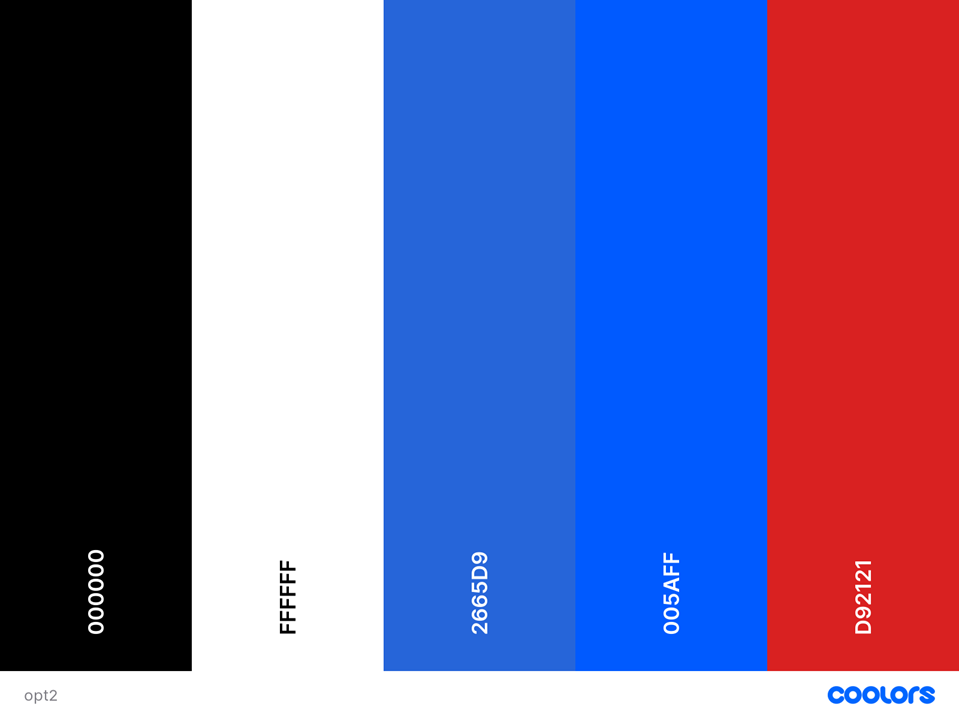 000000
FFFFFF
2665D9
005AFF
D92121
opt2
coolors